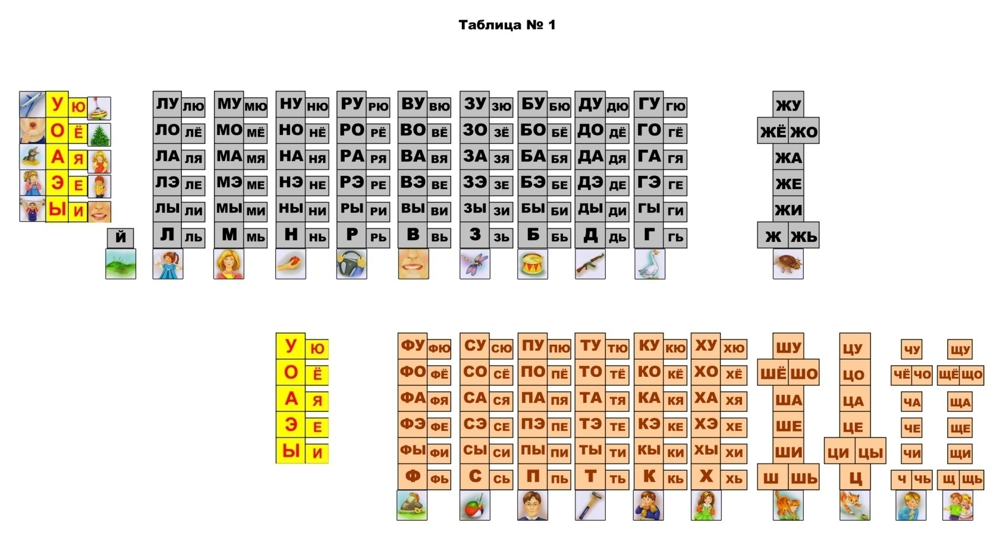 Таблица № 1
У Ю ЛУ ЛЮ МУ МЮ НУ НЮ РУ РЮ ВУ ВЮ ЗУ ЗЮ БУ БЮ ДУ ДЮ ГУ ГЮ ЖУ
О Ё ЛО ЛЁ МО МЁ НО НЁ РО РЁ ВО ВЁ ЗО ЗЁ БО БЁ ДО ДЁ ГО ГЁ ЖЁ ЖО
А Я ЛА ЛЯ МА МЯ НА НЯ РА РЯ ВА ВЯ ЗА ЗЯ БА БЯ ДА ДЯ ГА ГЯ ЖА
Э Е ЛЭ ЛЕ МЭ МЕ НЭ НЕ РЭ РЕ ВЭ ВЕ ЗЭ ЗЕ БЭ БЕ ДЭ ДЕ ГЭ ГЕ ЖЕ
Ы И ЛЫ ЛИ МЫ МИ НЫ НИ РЫ РИ ВЫ ВИ ЗЫ ЗИ БЫ БИ ДЫ ДИ ГЫ ГИ ЖИ
Й Л ЛЬ М МЬ Н НЬ Р РЬ В ВЬ З ЗЬ Б БЬ Д ДЬ Г ГЬ Ж ЖЬ
У Ю ФУ ФЮ СУ СЮ ПУ ПЮ ТУ ТЮ КУ КЮ ХУ ХЮ ШУ ЦУ ЧУ ЩУ
О Ё ФО ФЁ СО СЁ ПО ПЁ ТО ТЁ КО КЁ ХО ХЁ ШЁ ШО ЦО ЧЁ ЧО ЩЁ ЩО
А Я ФА ФЯ СА СЯ ПА ПЯ ТА ТЯ КА КЯ ХА ХЯ ША ЦА ЧА ЩА
Э Е ФЭ ФЕ СЭ СЕ ПЭ ПЕ ТЭ ТЕ КЭ КЕ ХЭ ХЕ ШЕ ЦЕ ЧЕ ЩЕ
Ы И ФЫ ФИ СЫ СИ ПЫ ПИ ТЫ ТИ КЫ КИ ХЫ ХИ ШИ ЦИ ЦЫ ЧИ ЩИ
Ф ФЬ С СЬ П ПЬ Т ТЬ К КЬ Х ХЬ Ш ШЬ Ц Ч ЧЬ Щ ЩЬ